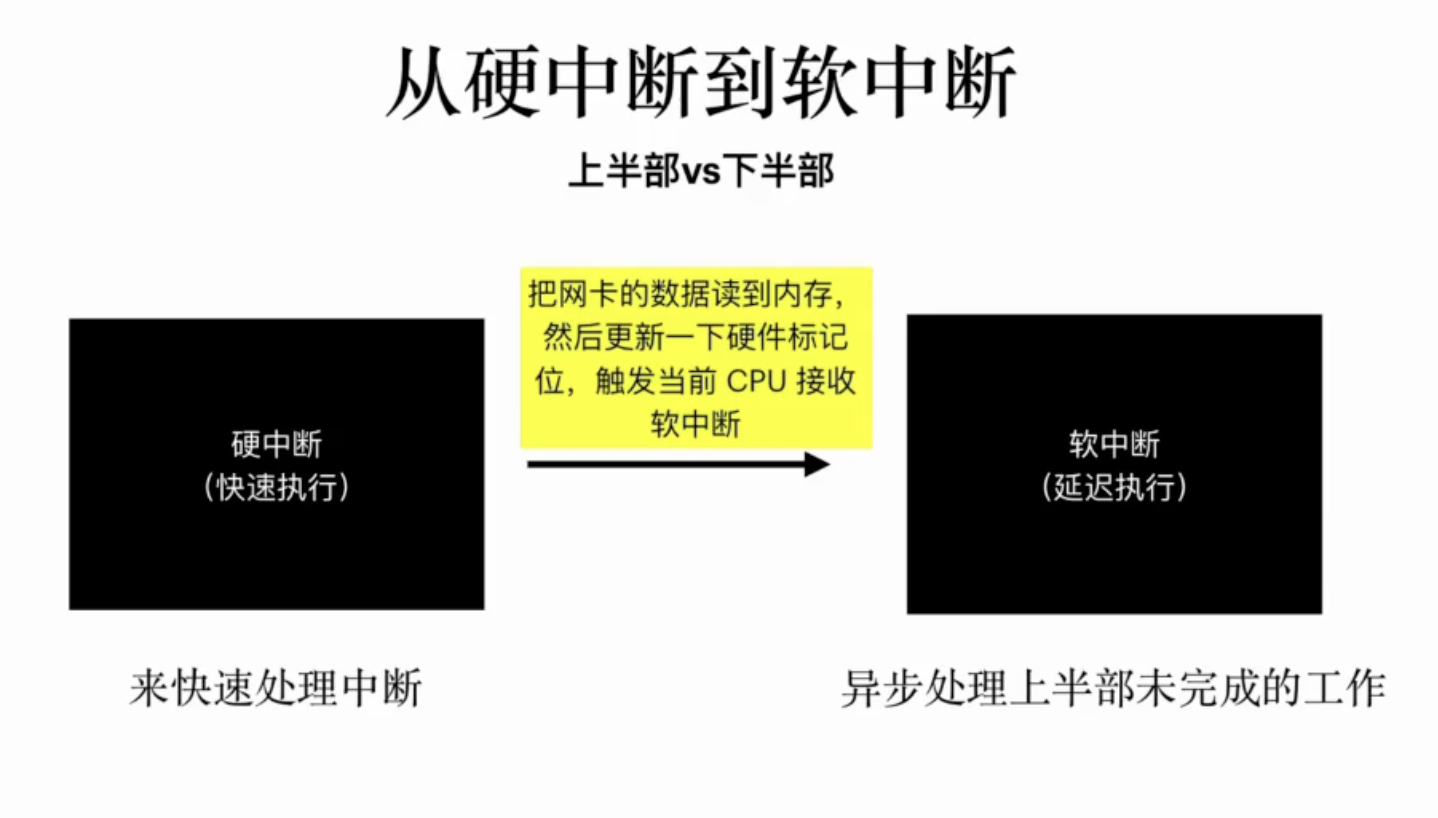 从硬中断到软中断
上半部vs下半部
把网卡的数据读到内存，
然后更新一下硬件标记
位，触发当前 CPU 接收
软中断
硬中断
（快速执行）
软中断
（延迟执行）
来快速处理中断
异步处理上半部未完成的工作